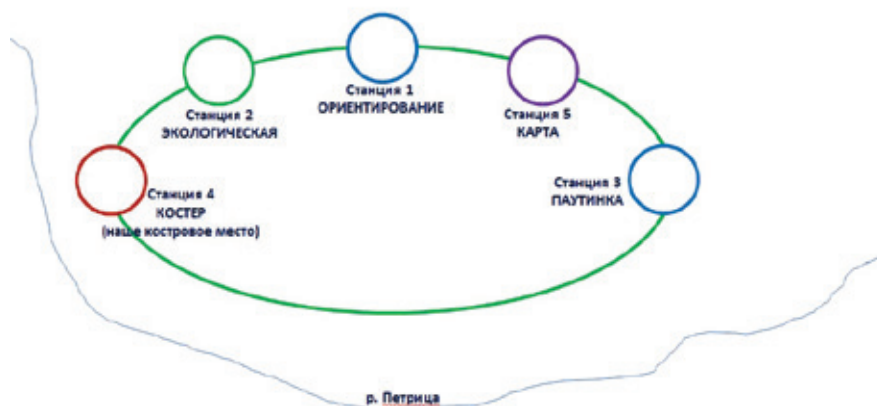 Станция 1
ОРИЕНТИРОВАНИЕ
Станция 2
ЭКОЛОГИЧЕСКАЯ
Станция 5
КАРТА
Станция 4
КОСТЕР
(наше костровое место)
Станция 3
ПАУТИНКА
р. Петрица